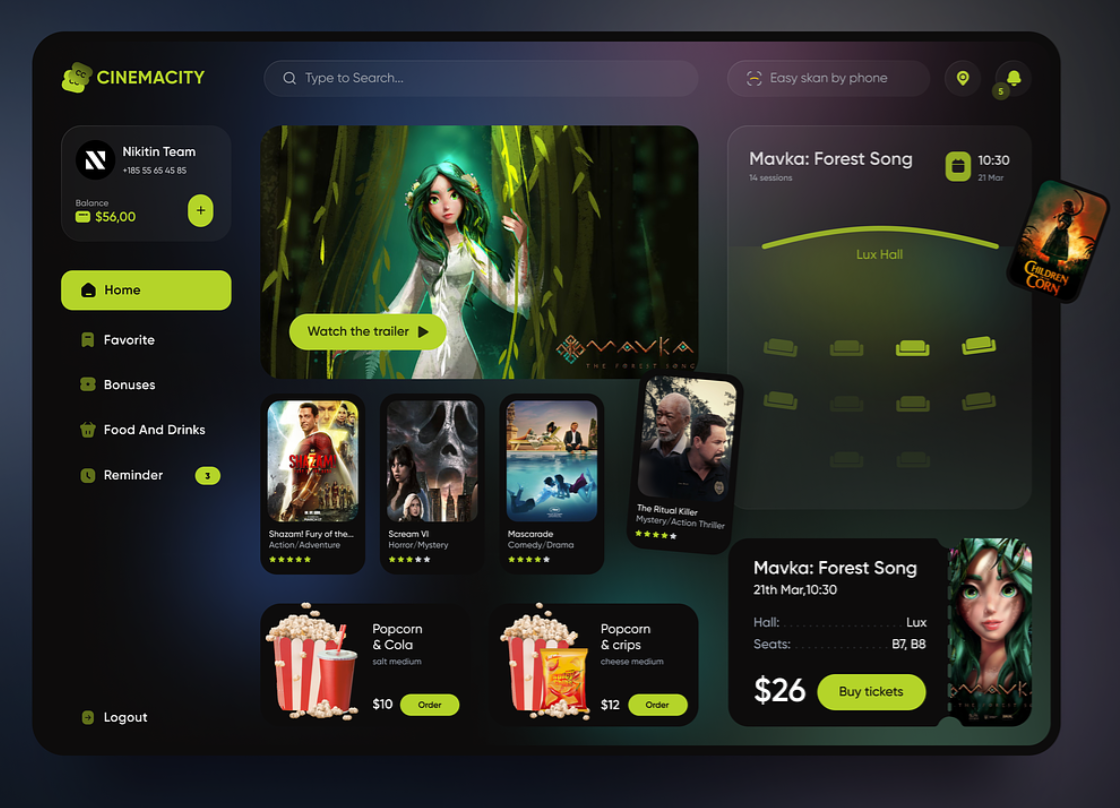 CINEMACITY
Type to Search...
Easy skan by phone
5
Nikitin Team
+185 55 65 45 85
Balance
$56,00
+
Home
Favorite
Bonuses
Food And Drinks
Reminder
3
Logout
Watch the trailer
MAVKA
THE FOREST SONG
SHAZAM!
Shazam! Fury of the...
Action/Adventure
Scream VI
Horror/Mystery
Mascarade
Comedy/Drama
The Ritual Killer
Mystery/Action Thriller
Popcorn
& Cola
salt medium
$10
Order
Popcorn
& crips
cheese medium
$12
Order
Mavka: Forest Song
14 sessions
10:30
21 Mar
Lux Hall
CHILDREN
CORN
Mavka: Forest Song
21th Mar,10:30
Hall: Lux
Seats: B7, B8
$26
Buy tickets